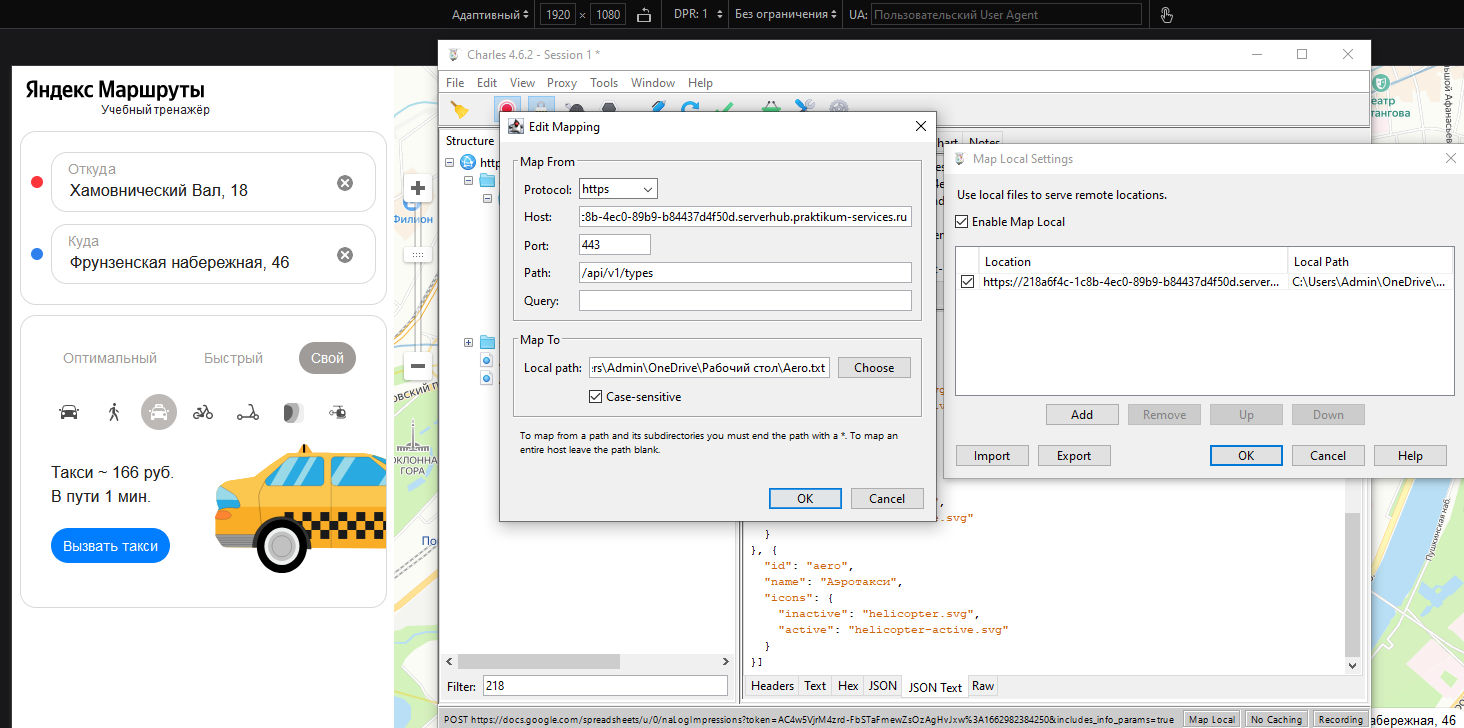 Адаптивный 1920 × 1080 DPR: 1 Без ограничения UA: Пользовательский User Agent
Яндекс Маршруты
Учебный тренажёр
Откуда
Хамовнический Вал, 18
Куда
Фрунзенская набережная, 46
Оптимальный Быстрый Свой
Такси ~ 166 руб.
В пути 1 мин.
Вызвать такси
Филион
ОКЛОННАЯ
ГОРА
Charles 4.6.2 - Session 1 *
File Edit View Proxy Tools Window Help
Structure
http
Notes
Filter: 218
Edit Mapping
Map From
Protocol: https
Host: :8b-4ec0-89b9-b84437d4f50d.serverhub.praktikum-services.ru
Port: 443
Path: /api/v1/types
Query:
Map To
Local path: :rs\Admin\OneDrive\Рабочий стол\Aero.txt Choose
Case-sensitive
To map from a path and its subdirectories you must end the path with a *. To map an
entire host leave the path blank.
OK Cancel
Map Local Settings
Use local files to serve remote locations.
Enable Map Local
Location Local Path
https://218a6f4c-1c8b-4ec0-89b9-b84437d4f50d.server... C:\Users\Admin\OneDrive\...
Add Remove Up Down
Import Export OK Cancel Help
e.svg"
}
}, {
"id": "aero",
"name": "Аэротакси",
"icons": {
"inactive": "helicopter.svg",
"active": "helicopter-active.svg"
}
}]
Headers Text Hex JSON JSON Text Raw
POST https://docs.google.com/spreadsheets/u/0/naLogImpressions?token=AC4w5VjrM4zrd-FbSTaFmewZsOzAgHvJxw%3A1662982384250&includes_info_params=true Map Local No Caching Recording
Пушкинская наб.
абережная, 46